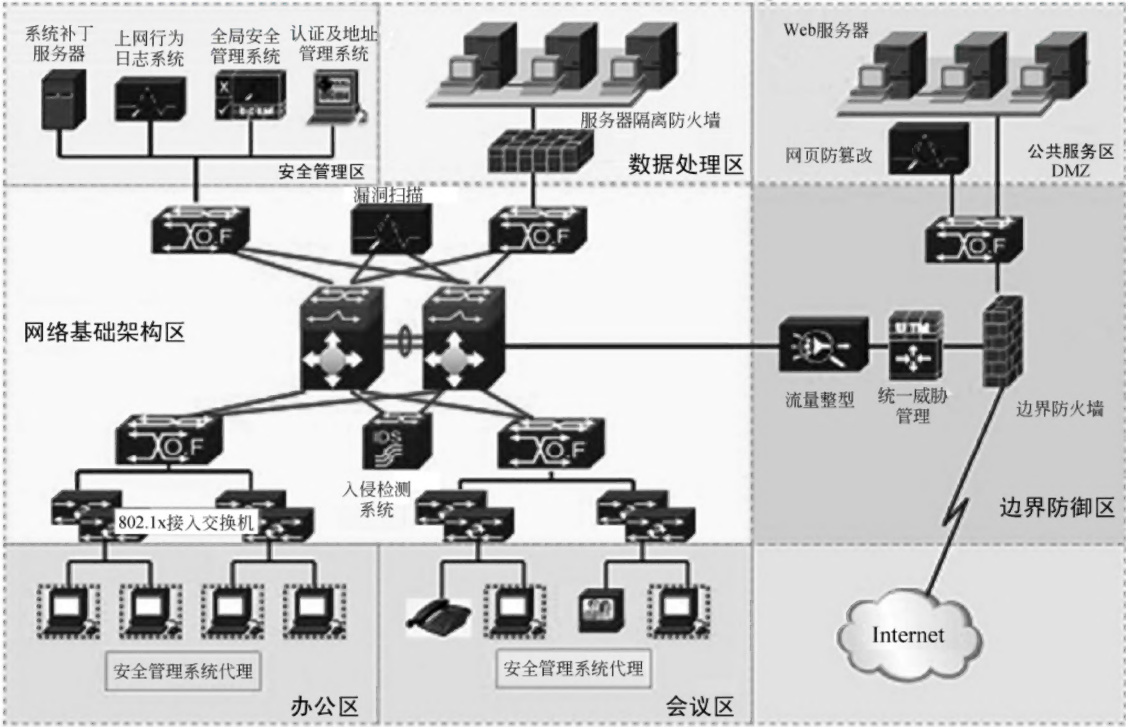 系统补丁
服务器
上网行为
日志系统
全局安全
管理系统
认证及地址
管理系统
安全管理区
服务器隔离防火墙
数据处理区
Web服务器
网页防篡改
公共服务区
DMZ
漏洞扫描
网络基础架构区
UTM
流量整型
统一威胁
管理
边界防火墙
IDS
入侵检测
系统
802.1x接入交换机
边界防御区
安全管理系统代理
办公区
安全管理系统代理
会议区
Internet